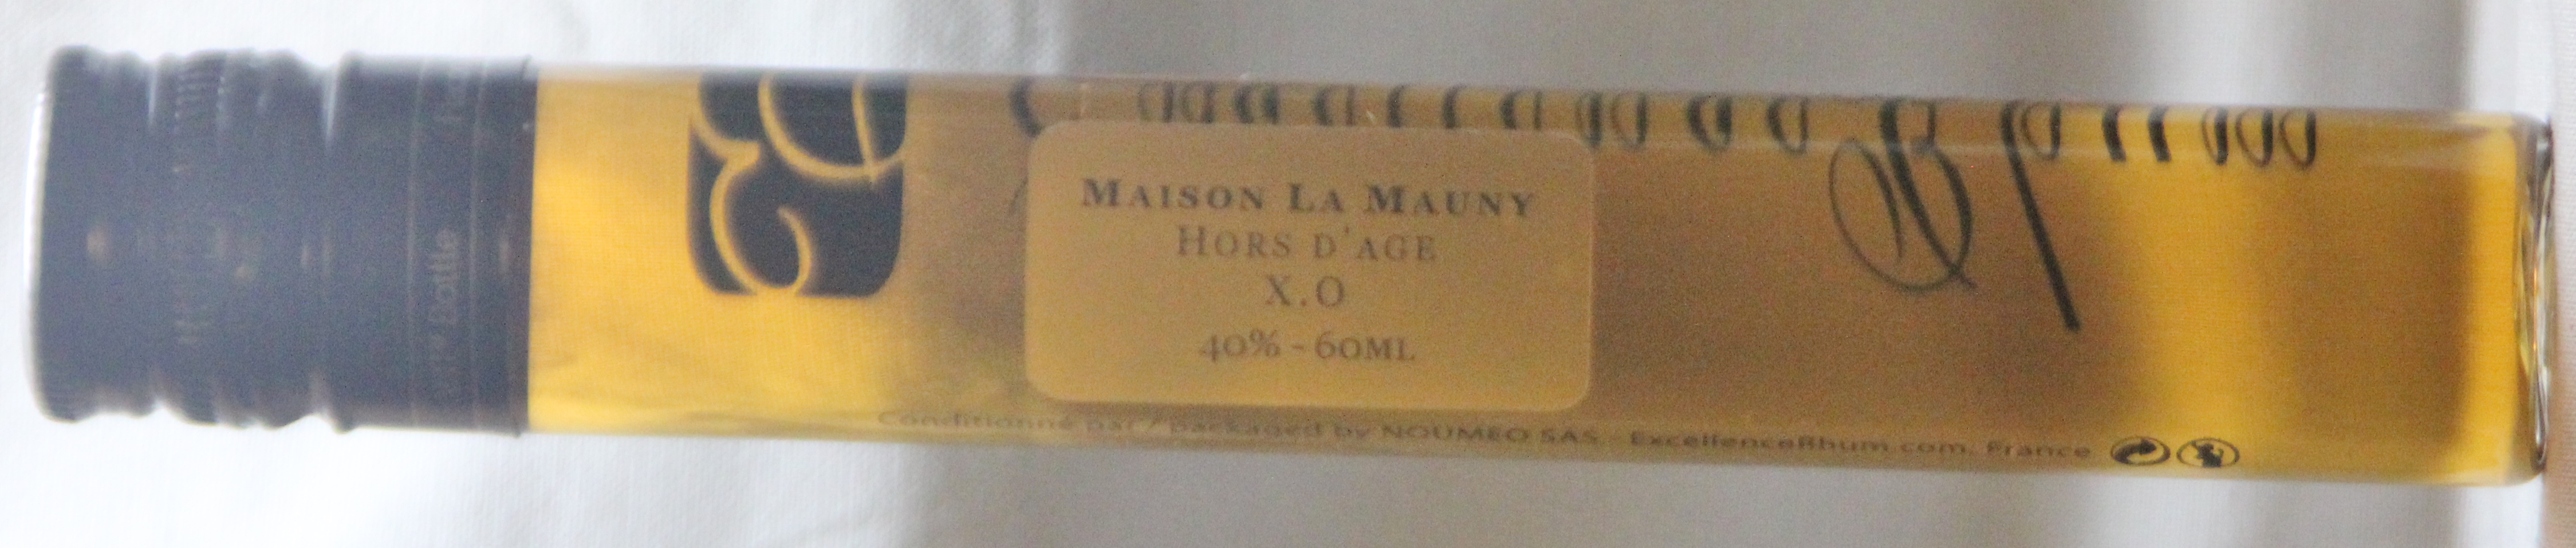 MAISON LA MAUNY
HORS D'AGE
X.O
40% - 60ML
Conditionné par / packaged by NOUMEO SAS - ExcellenceRhum.com, France